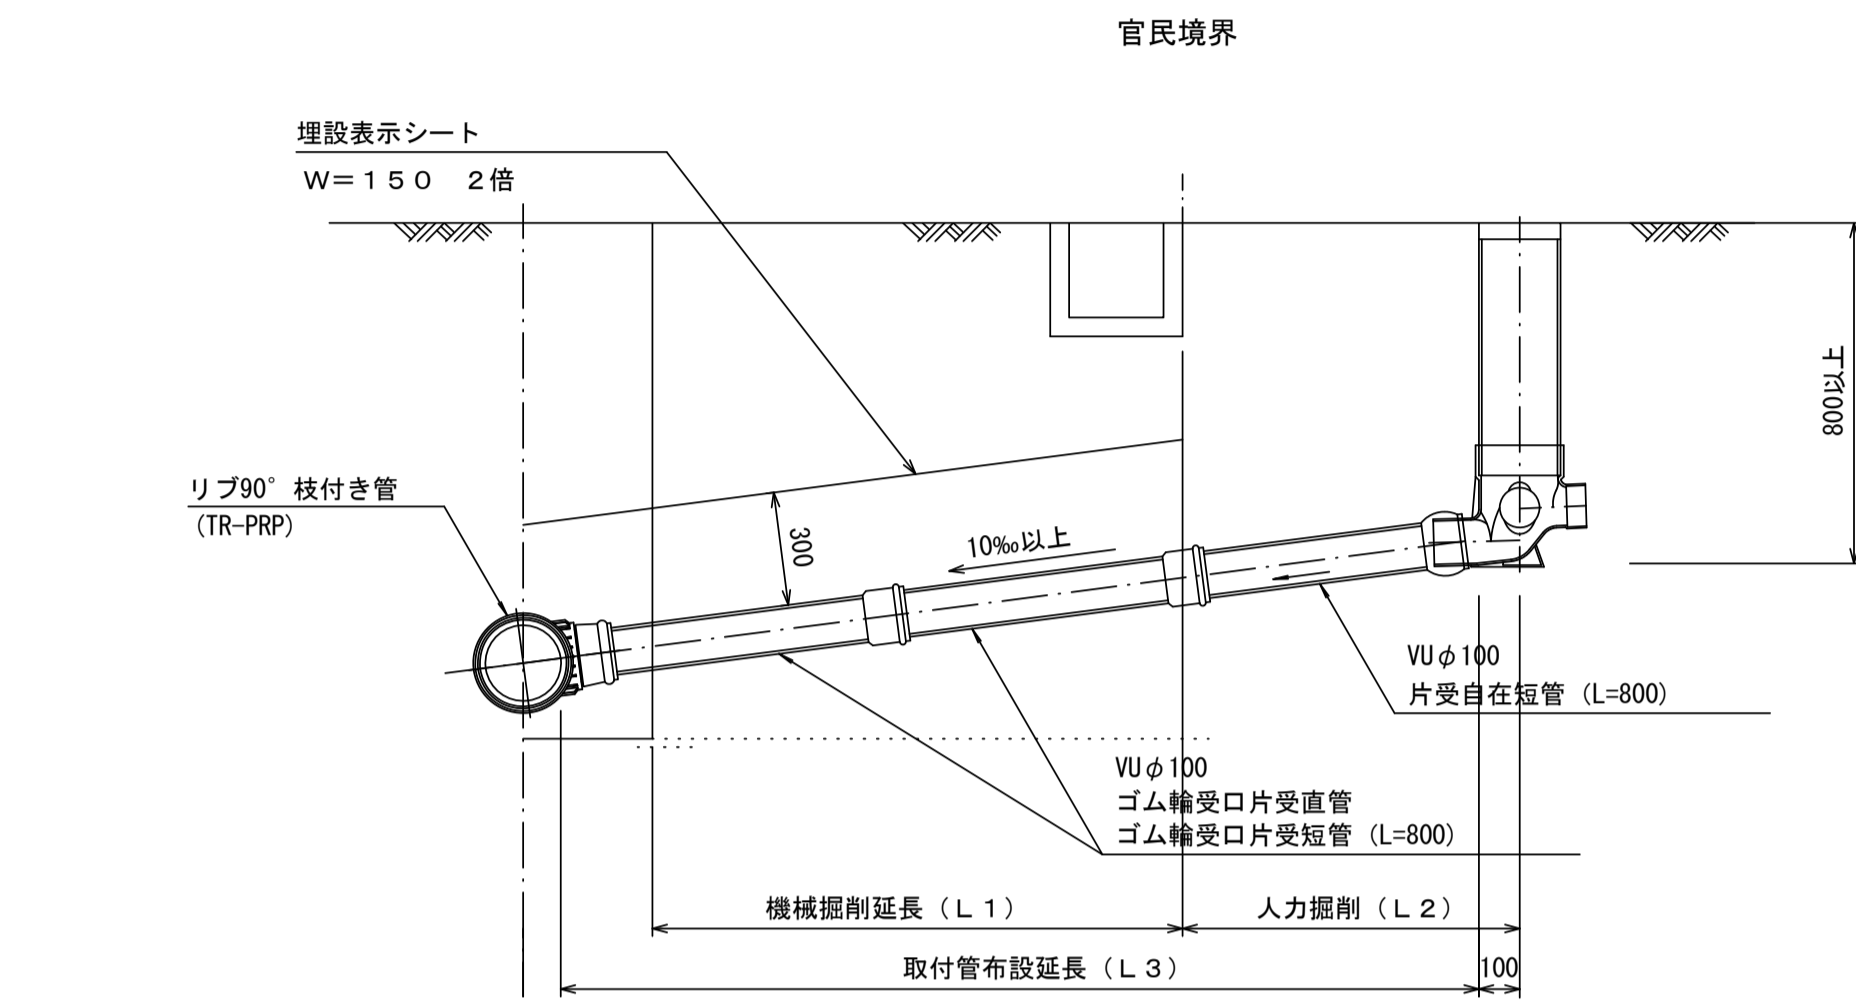 官民境界
埋設表示シート
W=150 2倍
800以上
リブ90°枝付き管
(TR-PRP)
300
10‰以上
VUφ100
片受自在短管 (L=800)
VUφ100
ゴム輪受口片受直管
ゴム輪受口片受短管 (L=800)
機械掘削延長(L1)
人力掘削(L2)
取付管布設延長(L3)
100